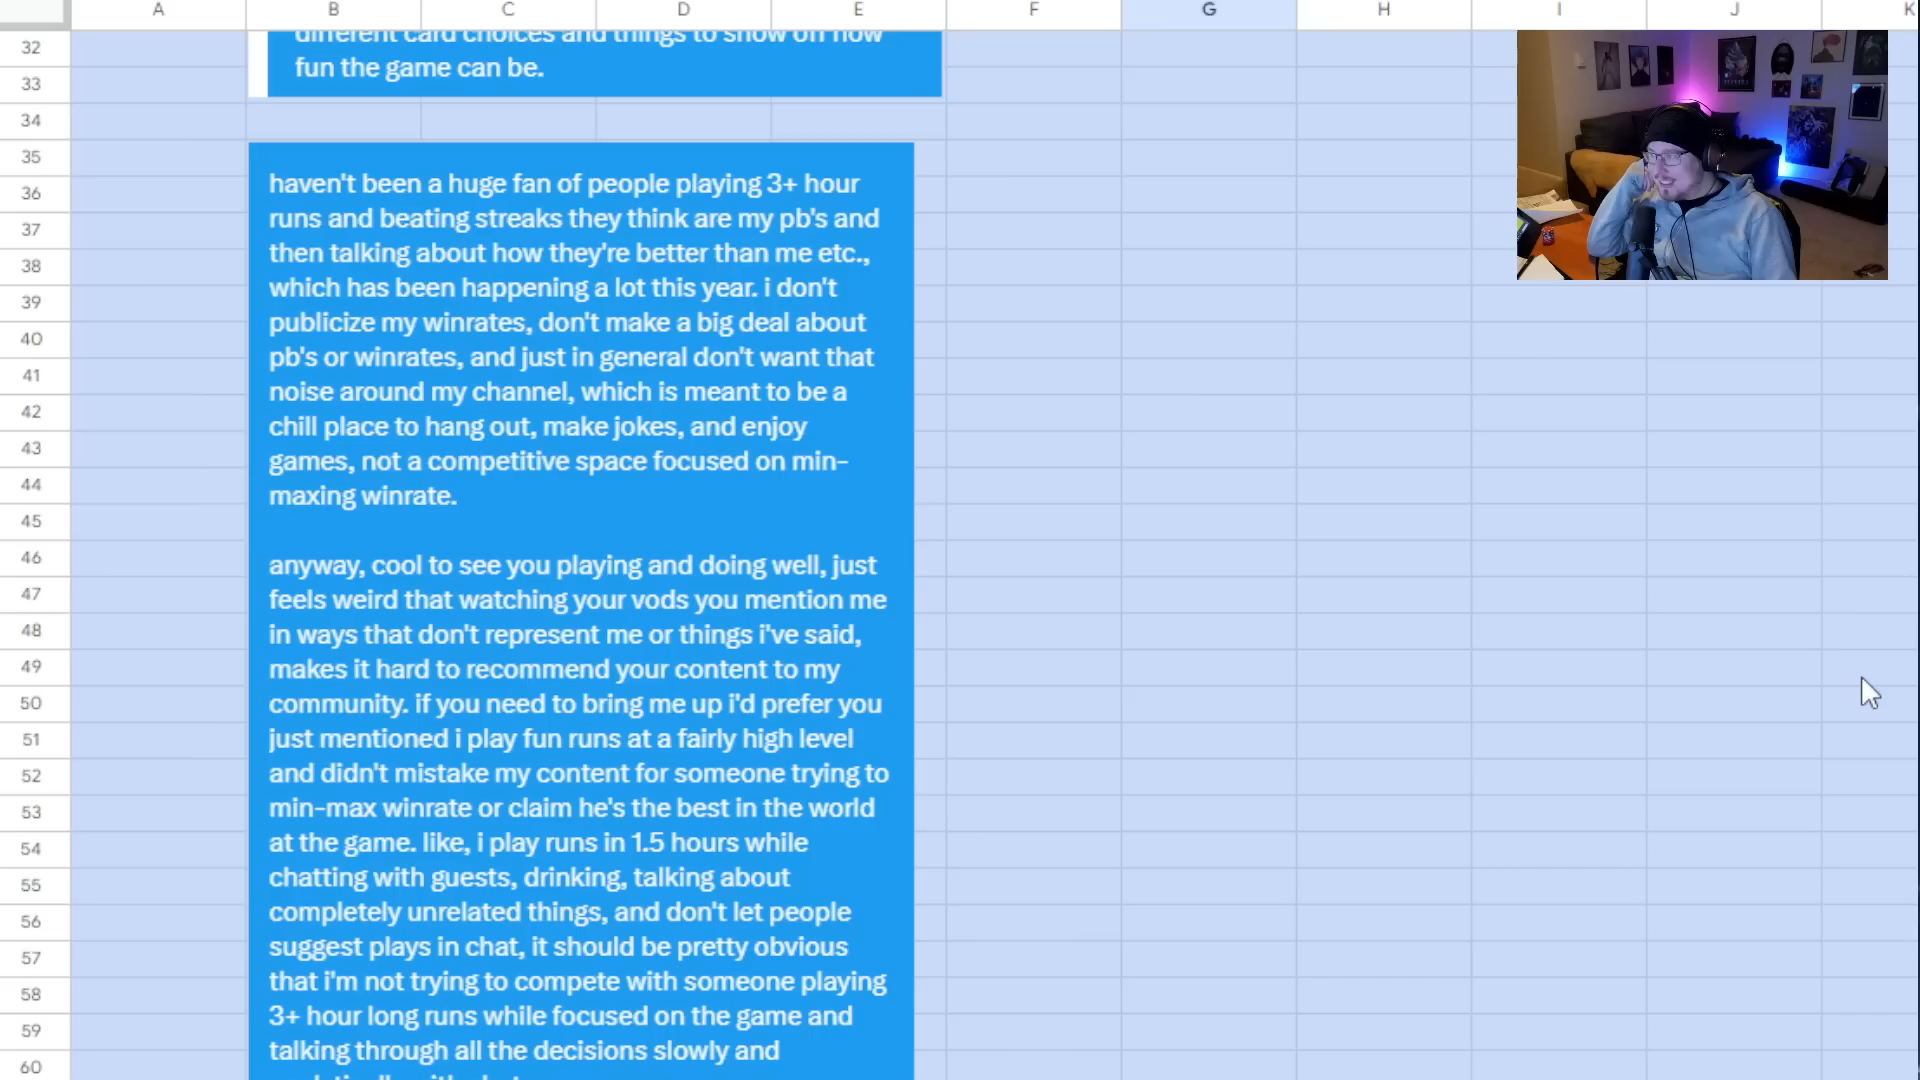 A B C D E F G H I J K
32
33
34
35
36
37
38
39
40
41
42
43
44
45
46
47
48
49
50
51
52
53
54
55
56
57
58
59
60
different card choices and things to show off how
fun the game can be.
haven't been a huge fan of people playing 3+ hour
runs and beating streaks they think are my pb's and
then talking about how they're better than me etc.,
which has been happening a lot this year. i don't
publicize my winrates, don't make a big deal about
pb's or winrates, and just in general don't want that
noise around my channel, which is meant to be a
chill place to hang out, make jokes, and enjoy
games, not a competitive space focused on min-
maxing winrate.
anyway, cool to see you playing and doing well, just
feels weird that watching your vods you mention me
in ways that don't represent me or things i've said,
makes it hard to recommend your content to my
community. if you need to bring me up i'd prefer you
just mentioned i play fun runs at a fairly high level
and didn't mistake my content for someone trying to
min-max winrate or claim he's the best in the world
at the game. like, i play runs in 1.5 hours while
chatting with guests, drinking, talking about
completely unrelated things, and don't let people
suggest plays in chat, it should be pretty obvious
that i'm not trying to compete with someone playing
3+ hour long runs while focused on the game and
talking through all the decisions slowly and